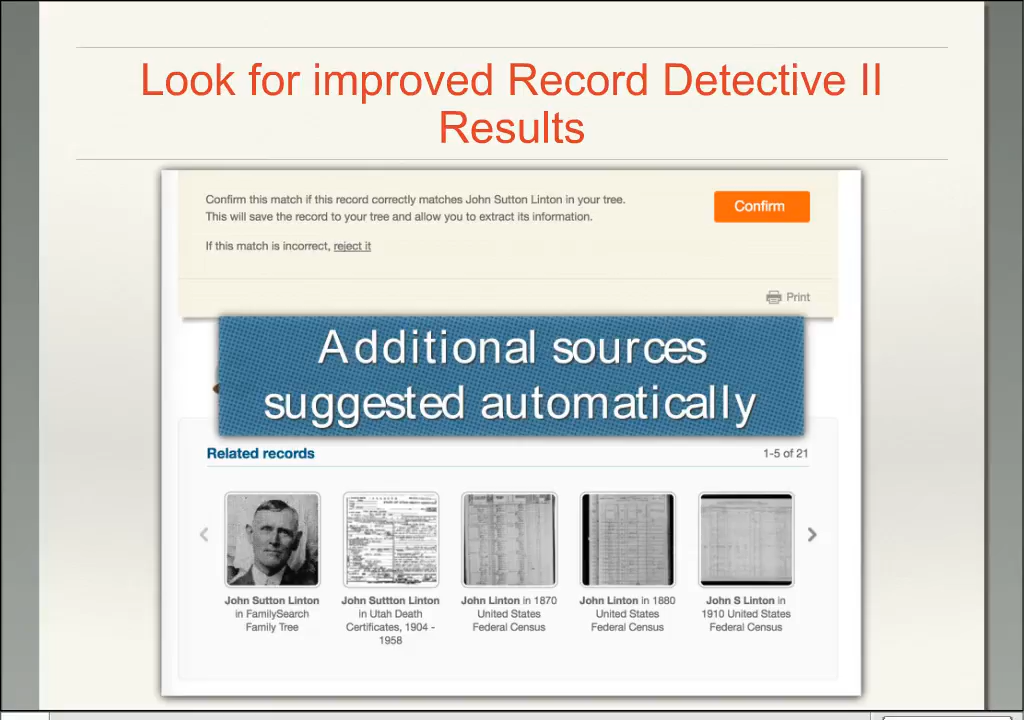 Look for improved Record Detective II
Results
Confirm this match if this record correctly matches John Sutton Linton in your tree.
This will save the record to your tree and allow you to extract its information.
Confirm
If this match is incorrect, reject it
Print
Additional sources
suggested automatically
Related records
1-5 of 21
John Sutton Linton
in FamilySearch
Family Tree
John Suttton Linton
in Utah Death
Certificates, 1904 -
1958
John Linton in 1870
United States
Federal Census
John Linton in 1880
United States
Federal Census
John S Linton in
1910 United States
Federal Census